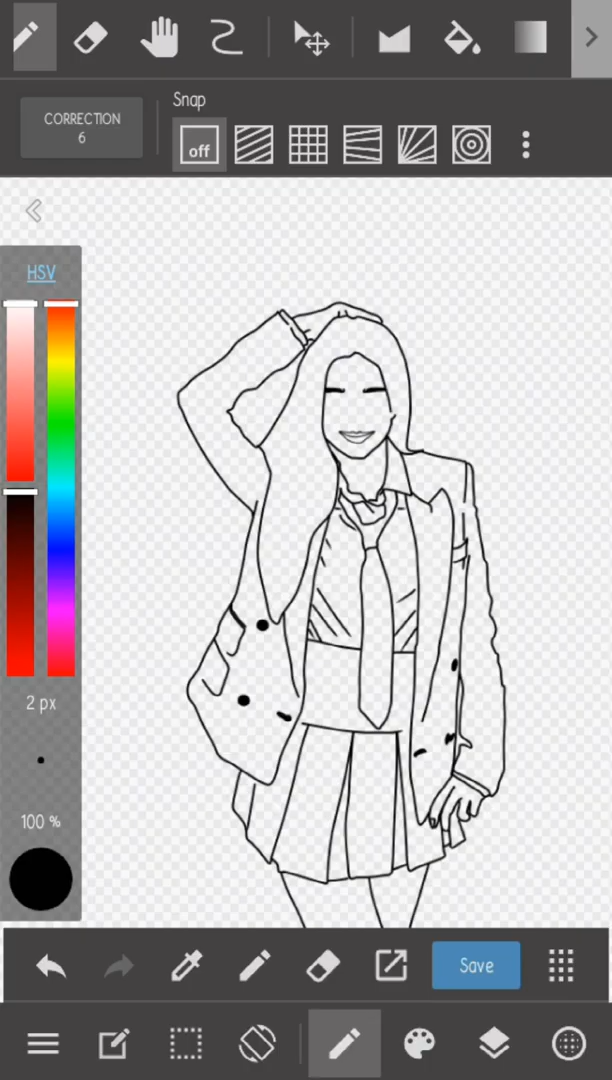 Snap
CORRECTION
6
off
HSV
2 px
100 %
Save